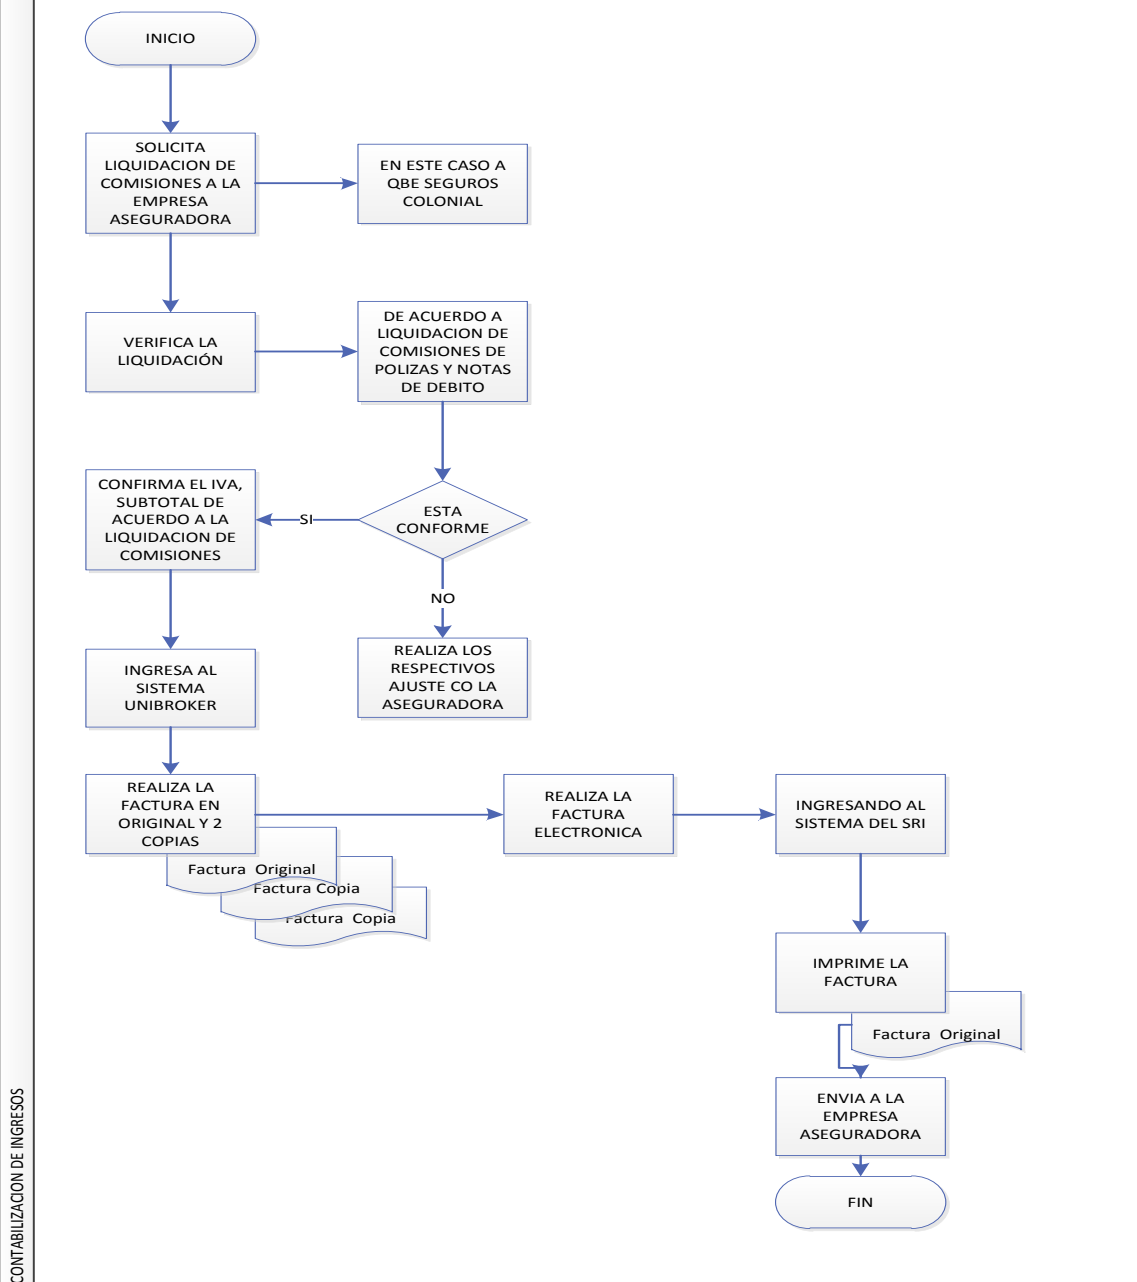 INICIO
SOLICITA
LIQUIDACION DE
COMISIONES A LA
EMPRESA
ASEGURADORA
EN ESTE CASO A
QBE SEGUROS
COLONIAL
VERIFICA LA
LIQUIDACIÓN
DE ACUERDO A
LIQUIDACION DE
COMISIONES DE
POLIZAS Y NOTAS
DE DEBITO
CONFIRMA EL IVA,
SUBTOTAL DE
ACUERDO A LA
LIQUIDACION DE
COMISIONES
SI
ESTA
CONFORME
NO
REALIZA LOS
RESPECTIVOS
AJUSTE CO LA
ASEGURADORA
INGRESA AL
SISTEMA
UNIBROKER
REALIZA LA
FACTURA EN
ORIGINAL Y 2
COPIAS
Factura Original
Factura Copia
Factura Copia
REALIZA LA
FACTURA
ELECTRONICA
INGRESANDO AL
SISTEMA DEL SRI
IMPRIME LA
FACTURA
Factura Original
ENVIA A LA
EMPRESA
ASEGURADORA
FIN
CONTABILIZACION DE INGRESOS